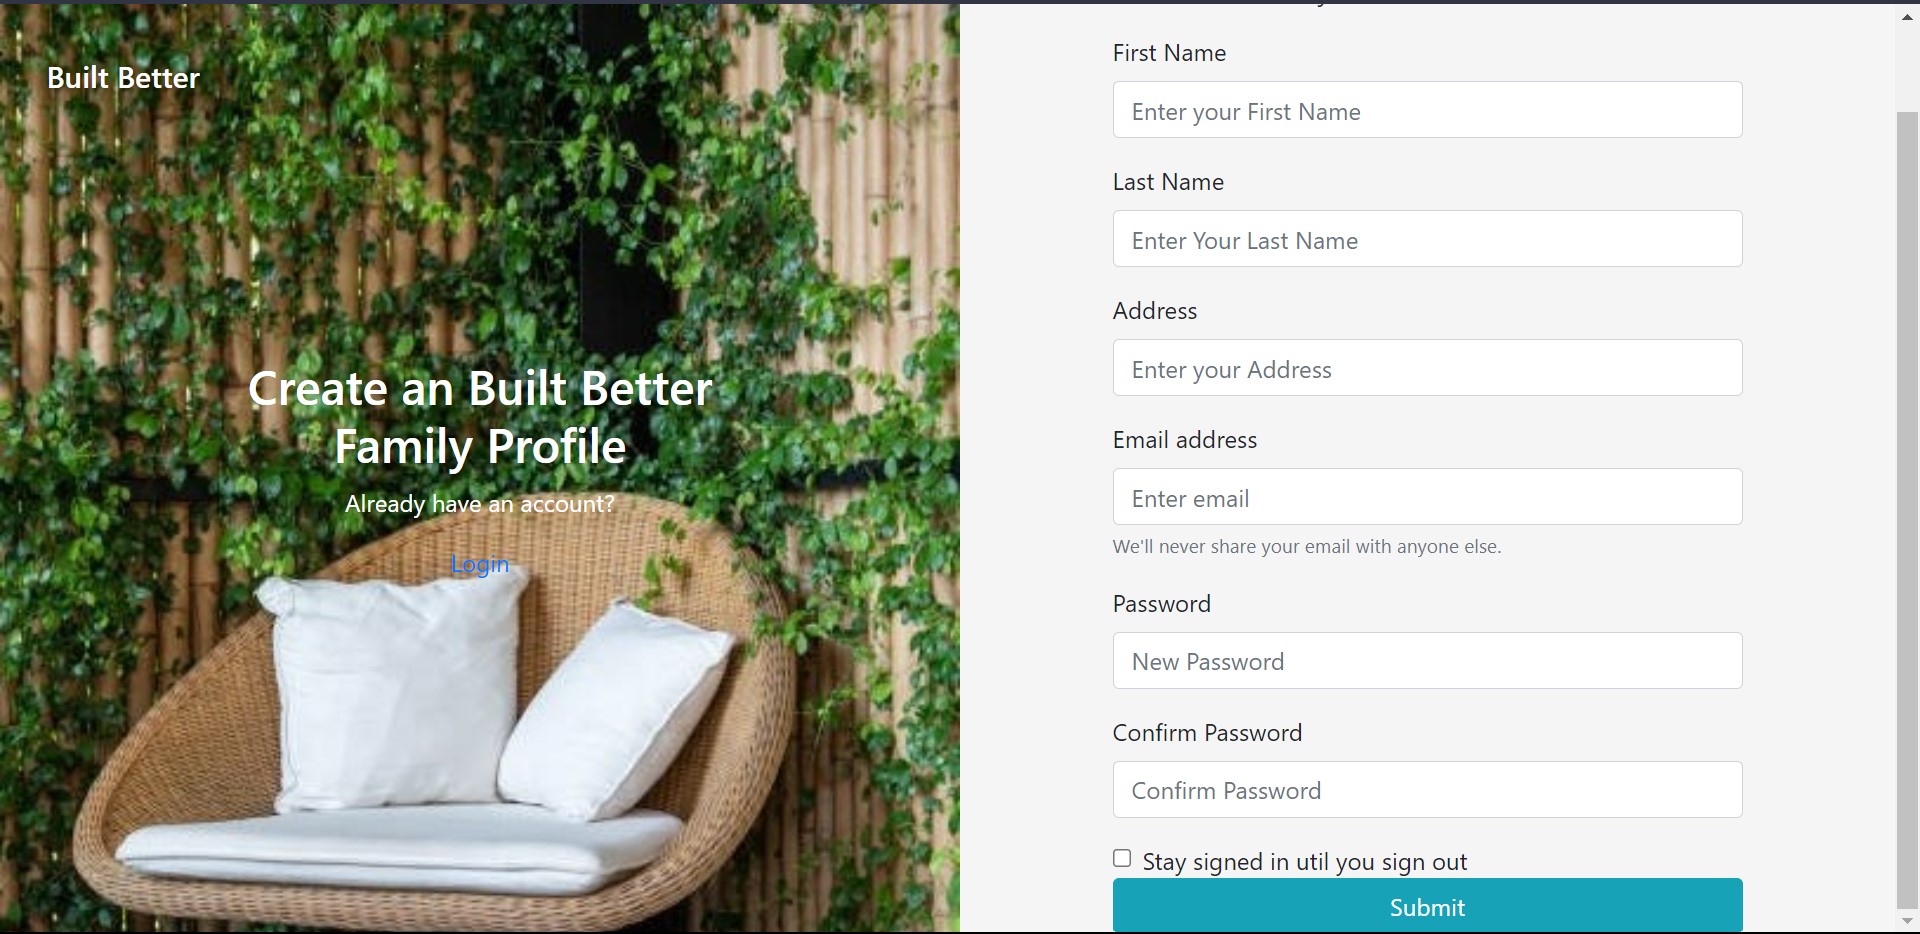 Built Better
Create an Built Better
Family Profile
Already have an account?
Login
First Name
Enter your First Name
Last Name
Enter Your Last Name
Address
Enter your Address
Email address
Enter email
We'll never share your email with anyone else.
Password
New Password
Confirm Password
Confirm Password
Stay signed in util you sign out
Submit